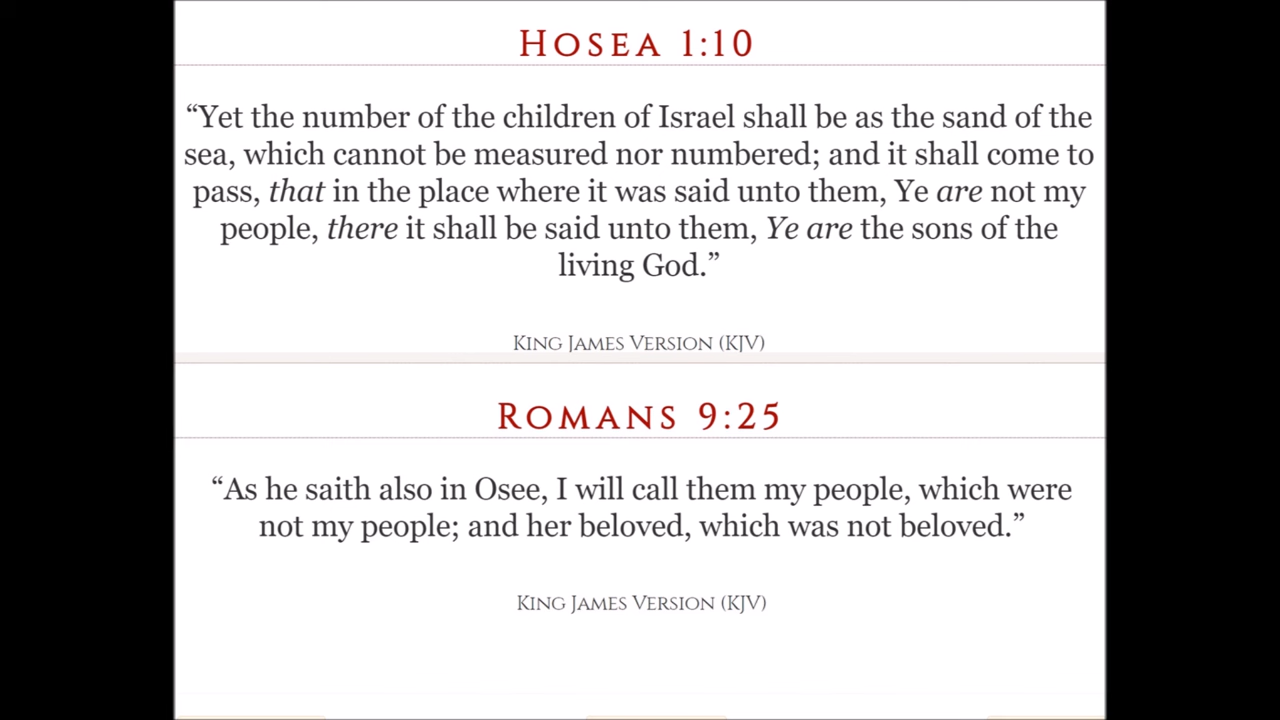 Hosea 1:10
“Yet the number of the children of Israel shall be as the sand of the
sea, which cannot be measured nor numbered; and it shall come to
pass, that in the place where it was said unto them, Ye are not my
people, there it shall be said unto them, Ye are the sons of the
living God.”
King James Version (KJV)
Romans 9:25
“As he saith also in Osee, I will call them my people, which were
not my people; and her beloved, which was not beloved.”
King James Version (KJV)